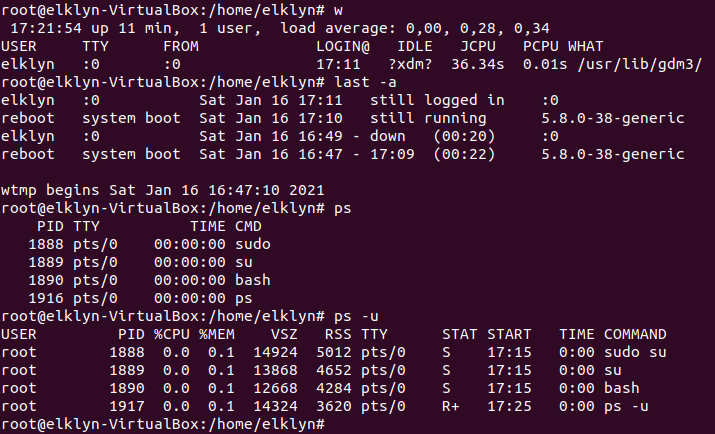 root@elklyn-VirtualBox:/home/elklyn# w
 17:21:54 up 11 min,  1 user,  load average: 0,00, 0,28, 0,34
USER     TTY      FROM             LOGIN@   IDLE   JCPU   PCPU WHAT
elklyn   :0       :0               17:11   ?xdm?  36.34s  0.01s /usr/lib/gdm3/
root@elklyn-VirtualBox:/home/elklyn# last -a
elklyn   :0           Sat Jan 16 17:11   still logged in    :0
reboot   system boot  Sat Jan 16 17:10   still running      5.8.0-38-generic
elklyn   :0           Sat Jan 16 16:49 - down   (00:20)     :0
reboot   system boot  Sat Jan 16 16:47 - 17:09  (00:22)     5.8.0-38-generic

wtmp begins Sat Jan 16 16:47:10 2021
root@elklyn-VirtualBox:/home/elklyn# ps
    PID TTY          TIME CMD
   1888 pts/0    00:00:00 sudo
   1889 pts/0    00:00:00 su
   1890 pts/0    00:00:00 bash
   1916 pts/0    00:00:00 ps
root@elklyn-VirtualBox:/home/elklyn# ps -u
USER         PID %CPU %MEM    VSZ   RSS TTY      STAT START   TIME COMMAND
root        1888  0.0  0.1  14924  5012 pts/0    S    17:15   0:00 sudo su
root        1889  0.0  0.1  13868  4652 pts/0    S    17:15   0:00 su
root        1890  0.0  0.1  12668  4284 pts/0    S    17:15   0:00 bash
root        1917  0.0  0.1  14324  3620 pts/0    R+   17:25   0:00 ps -u
root@elklyn-VirtualBox:/home/elklyn#